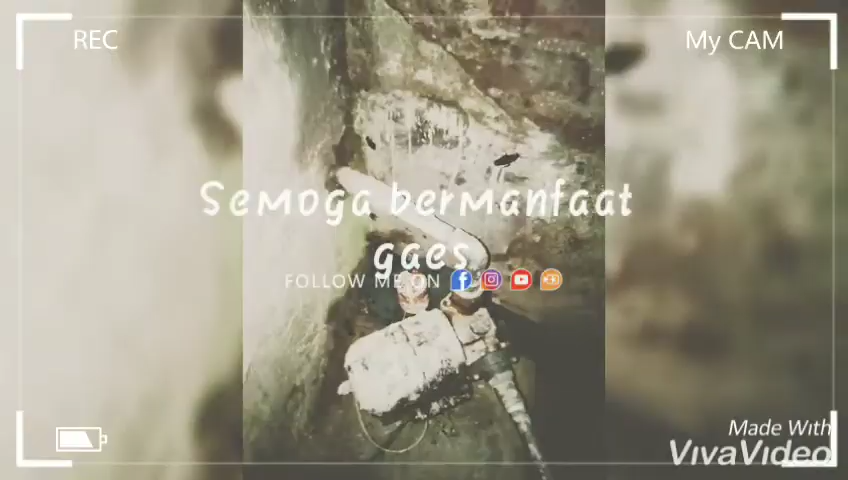 REC
My CAM
Semoga bermanfaat
gaes
FOLLOW ME ON
Made With
VivaVideo